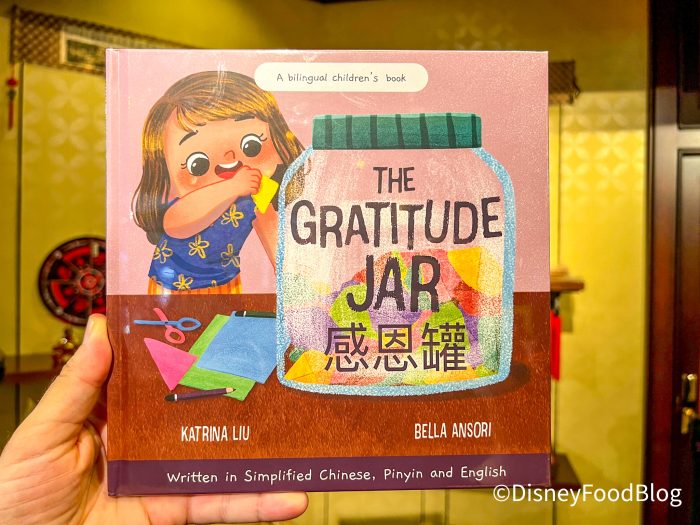 A bilingual children's book
THE
GRATITUDE
JAR
感恩罐
KATRINA LIU
BELLA ANSORI
Written in Simplified Chinese, Pinyin and English
©DisneyFoodBlog